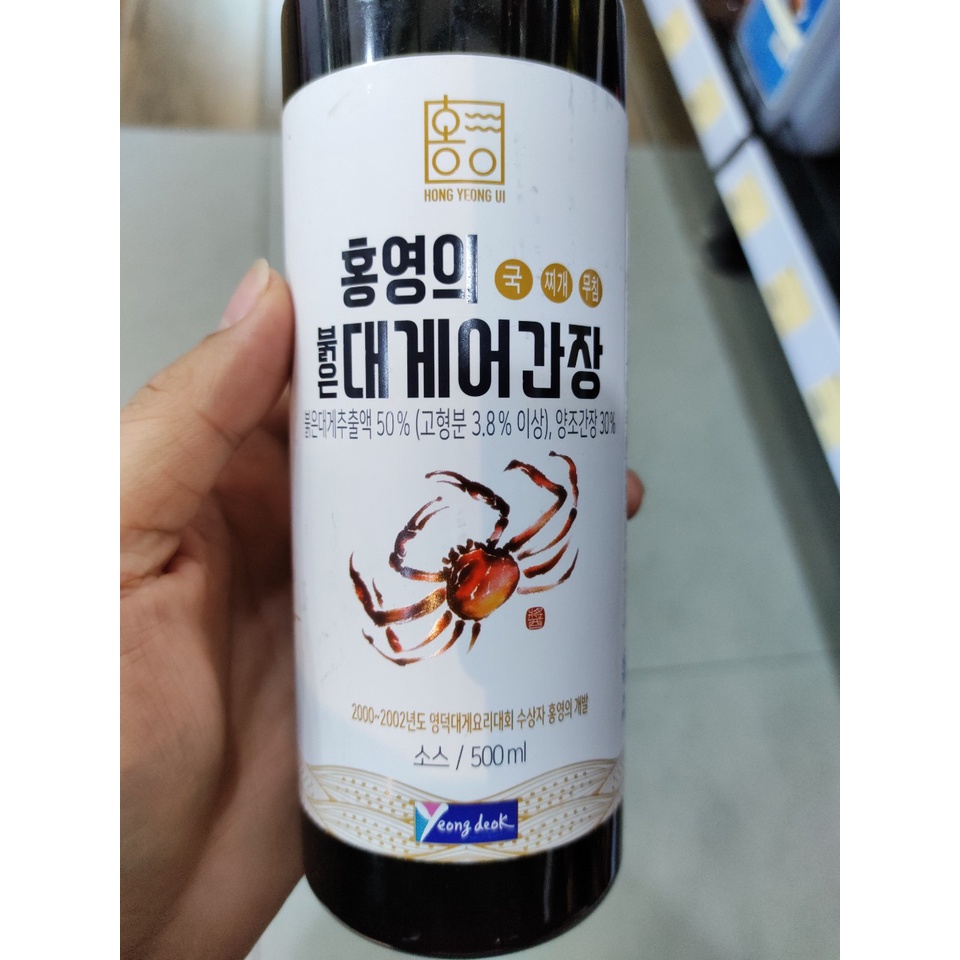 홍영
HONG YEONG UI
홍영의 국 찌개 무침
붉은 대게어간장
붉은대게추출액 50% (고형분 3.8% 이상), 양조간장 30%
2000~2002년도 영덕대게요리대회 수상자 홍영의 개발
소스 / 500ml
Yeong deok